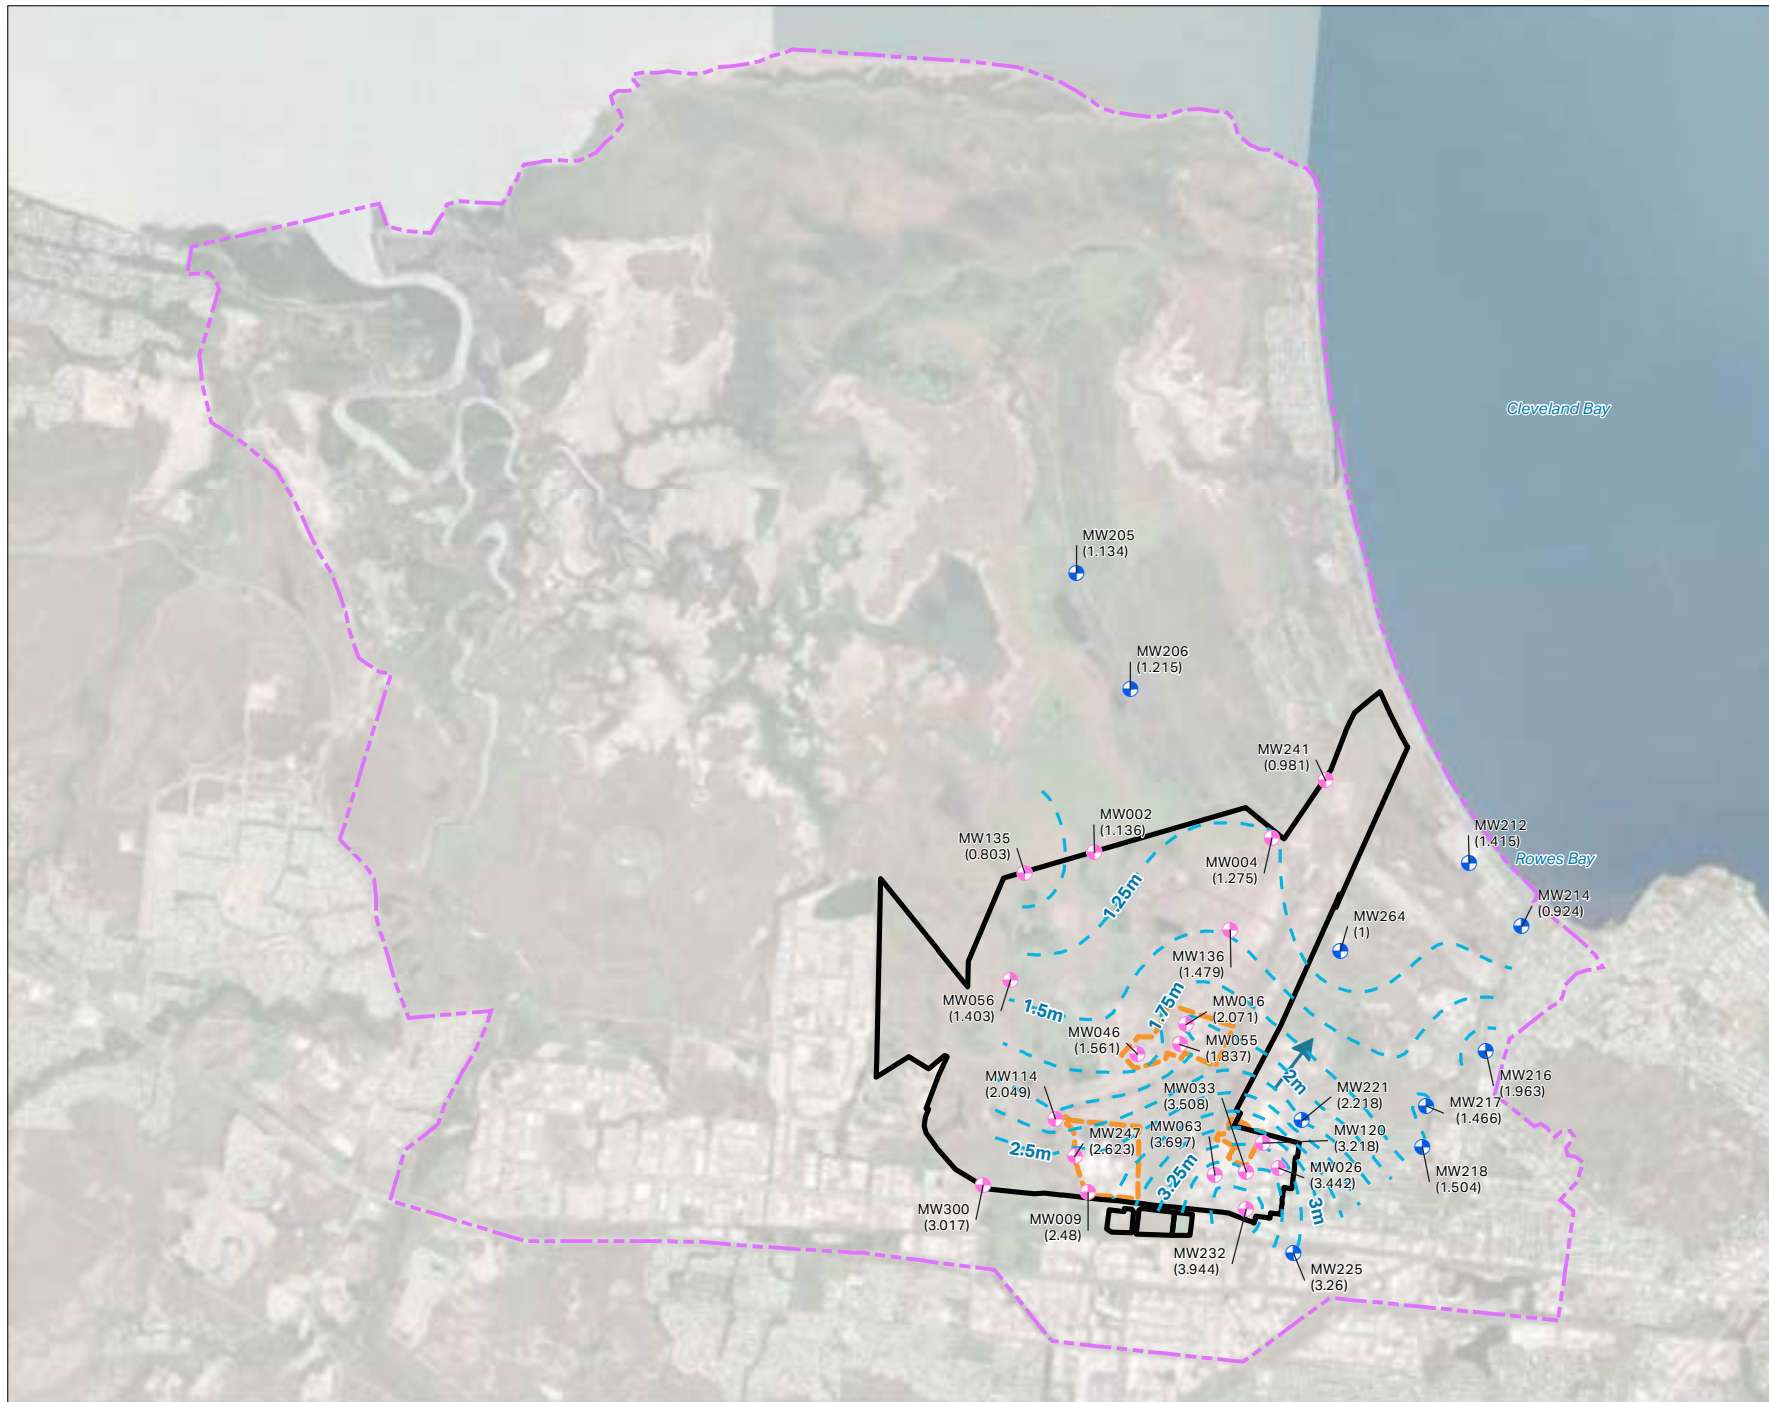 Cleveland Bay
MW205
(1.134)
MW206
(1.215)
MW241
(0.981)
MW002
(1.136)
MW135
(0.803)
MW004
(1.275)
MW212
(1.415)
Rowes Bay
MW214
(0.924)
1.25m
MW264
(1)
MW136
(1.479)
MW056
(1.403)
1.5m
1.75m
MW016
(2.071)
MW046
(1.561)
MW055
(1.837)
MW114
(2.049)
MW033
(3.508)
2m
MW221
(2.218)
MW216
(1.963)
MW217
(1.466)
MW063
(3.697)
MW247
(2.623)
MW120
(3.218)
2.5m
MW026
(3.442)
MW218
(1.504)
3.25m
3m
MW300
(3.017)
MW009
(2.48)
MW232
(3.944)
MW225
(3.26)